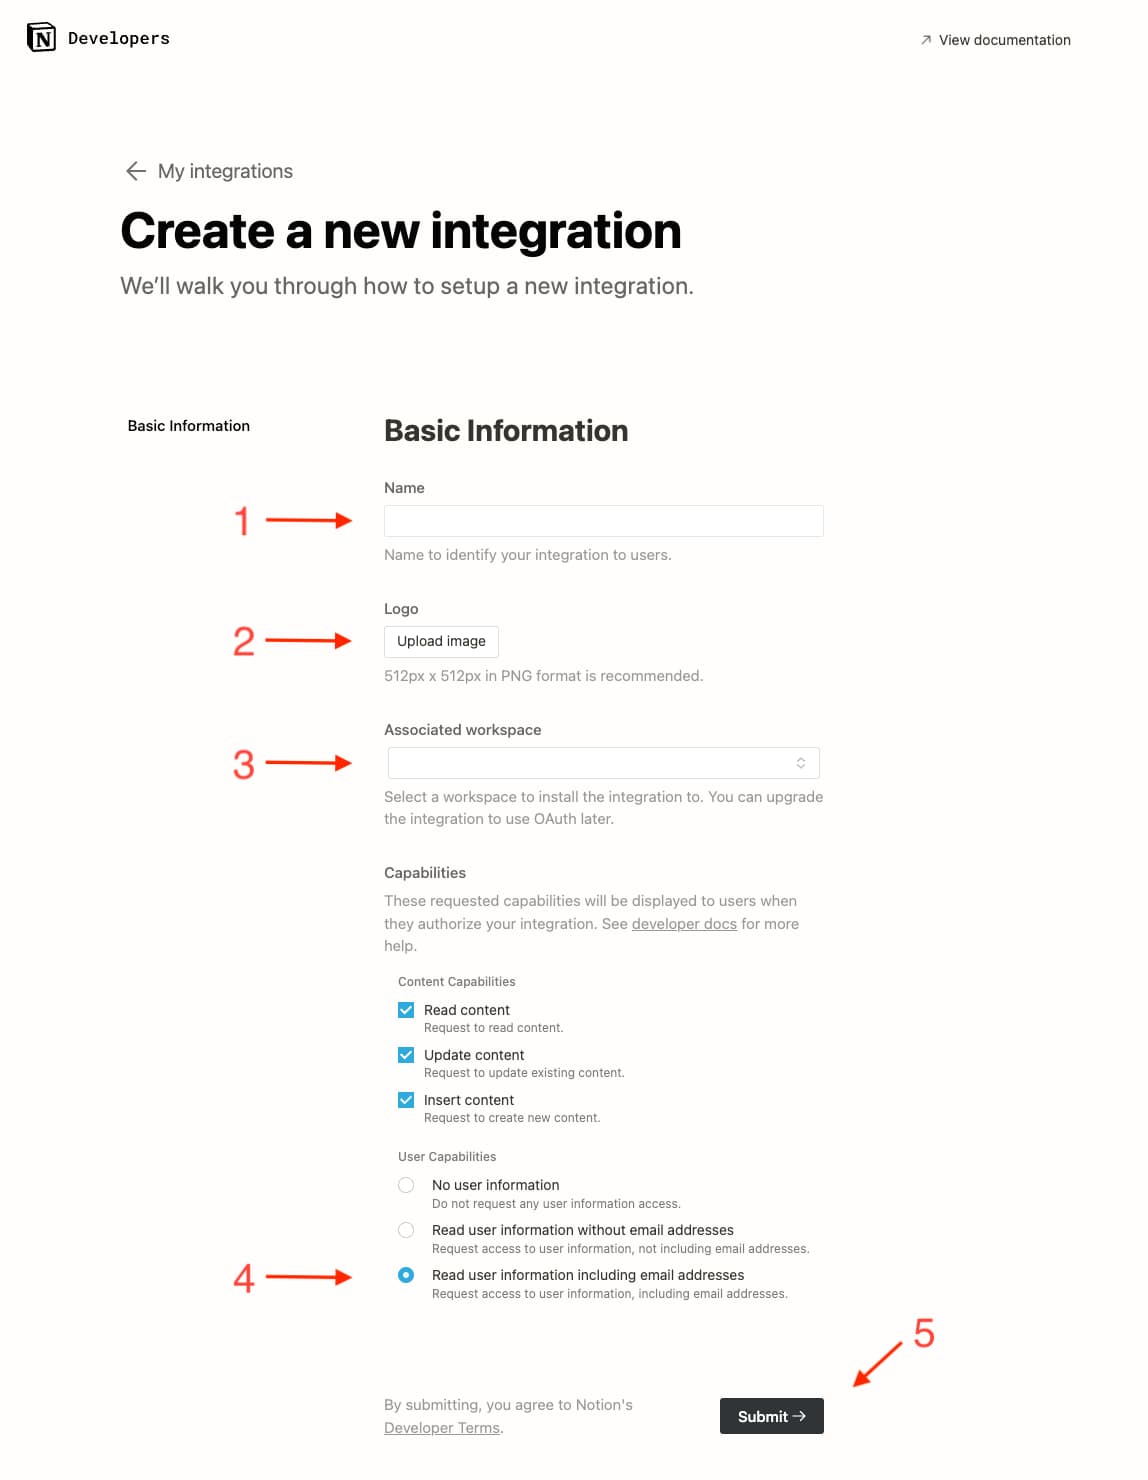 N Developers
View documentation
My integrations
Create a new integration
We'll walk you through how to setup a new integration.
Basic Information
Basic Information
Name
1
Name to identify your integration to users.
Logo
2 Upload image
512px x 512px in PNG format is recommended.
Associated workspace
3
Select a workspace to install the integration to. You can upgrade
the integration to use OAuth later.
Capabilities
These requested capabilities will be displayed to users when
they authorize your integration. See developer docs for more
help.
Content Capabilities
Read content
Request to read content.
Update content
Request to update existing content.
Insert content
Request to create new content.
User Capabilities
No user information
Do not request any user information access.
Read user information without email addresses
Request access to user information, not including email addresses.
4 Read user information including email addresses
Request access to user information, including email addresses.
5
By submitting, you agree to Notion's
Developer Terms.
Submit →